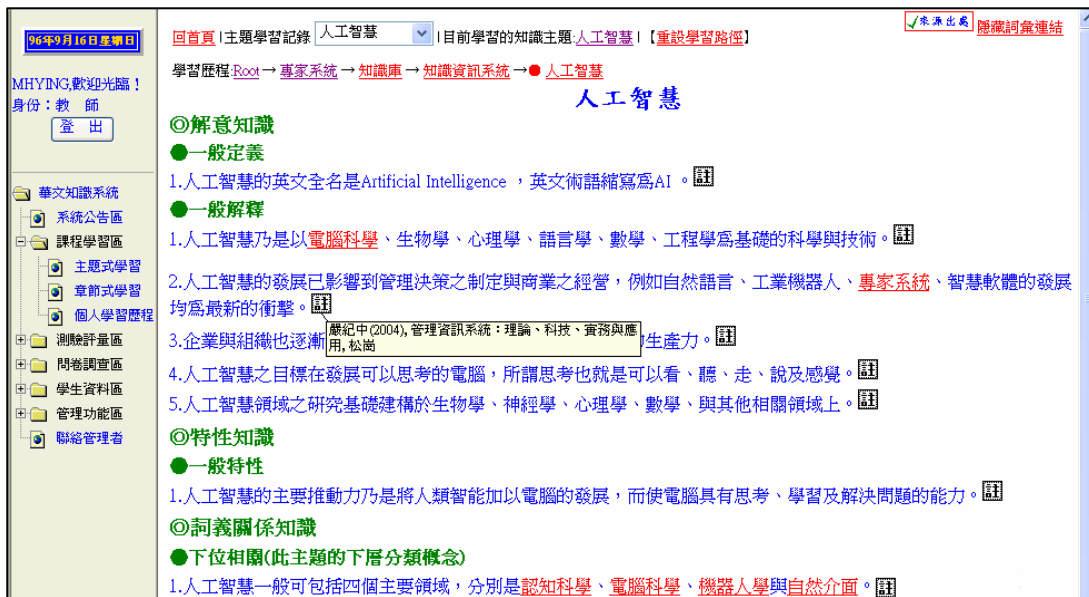 96年9月16日星期日
MHYING,歡迎光臨！
身份：教 師
登 出
華文知識系統
系統公告區
課程學習區
主題式學習
章節式學習
個人學習歷程
測驗評量區
問卷調查區
學生資料區
管理功能區
聯絡管理者
來源出處 隱藏詞彙連結
回首頁 | 主題學習記錄 人工智慧 | 目前學習的知識主題:人工智慧 | 【重設學習路徑】
學習歷程:Root→專家系統→知識庫→知識資訊系統→●人工智慧
人工智慧
◎解意知識
●一般定義
1.人工智慧的英文全名是Artificial Intelligence ，英文術語縮寫為AI 。註
●一般解釋
1.人工智慧乃是以電腦科學、生物學、心理學、語言學、數學、工程學為基礎的科學與技術。註
2.人工智慧的發展已影響到管理決策之制定與商業之經營，例如自然語言、工業機器人、專家系統、智慧軟體的發展
均為最新的衝擊。註
嚴紀中(2004), 管理資訊系統：理論、科技、實務與應
用, 松崗
3.企業與組織也逐漸 的生產力。註
4.人工智慧之目標在發展可以思考的電腦，所謂思考也就是可以看、聽、走、說及感覺。註
5.人工智慧領域之研究基礎建構於生物學、神經學、心理學、數學、與其他相關領域上。註
◎特性知識
●一般特性
1.人工智慧的主要推動力乃是將人類智能加以電腦的發展，而使電腦具有思考、學習及解決問題的能力。註
◎詞義關係知識
●下位相關(此主題的下層分類概念)
1.人工智慧一般可包括四個主要領域，分別是認知科學、電腦科學、機器人學與自然介面。註